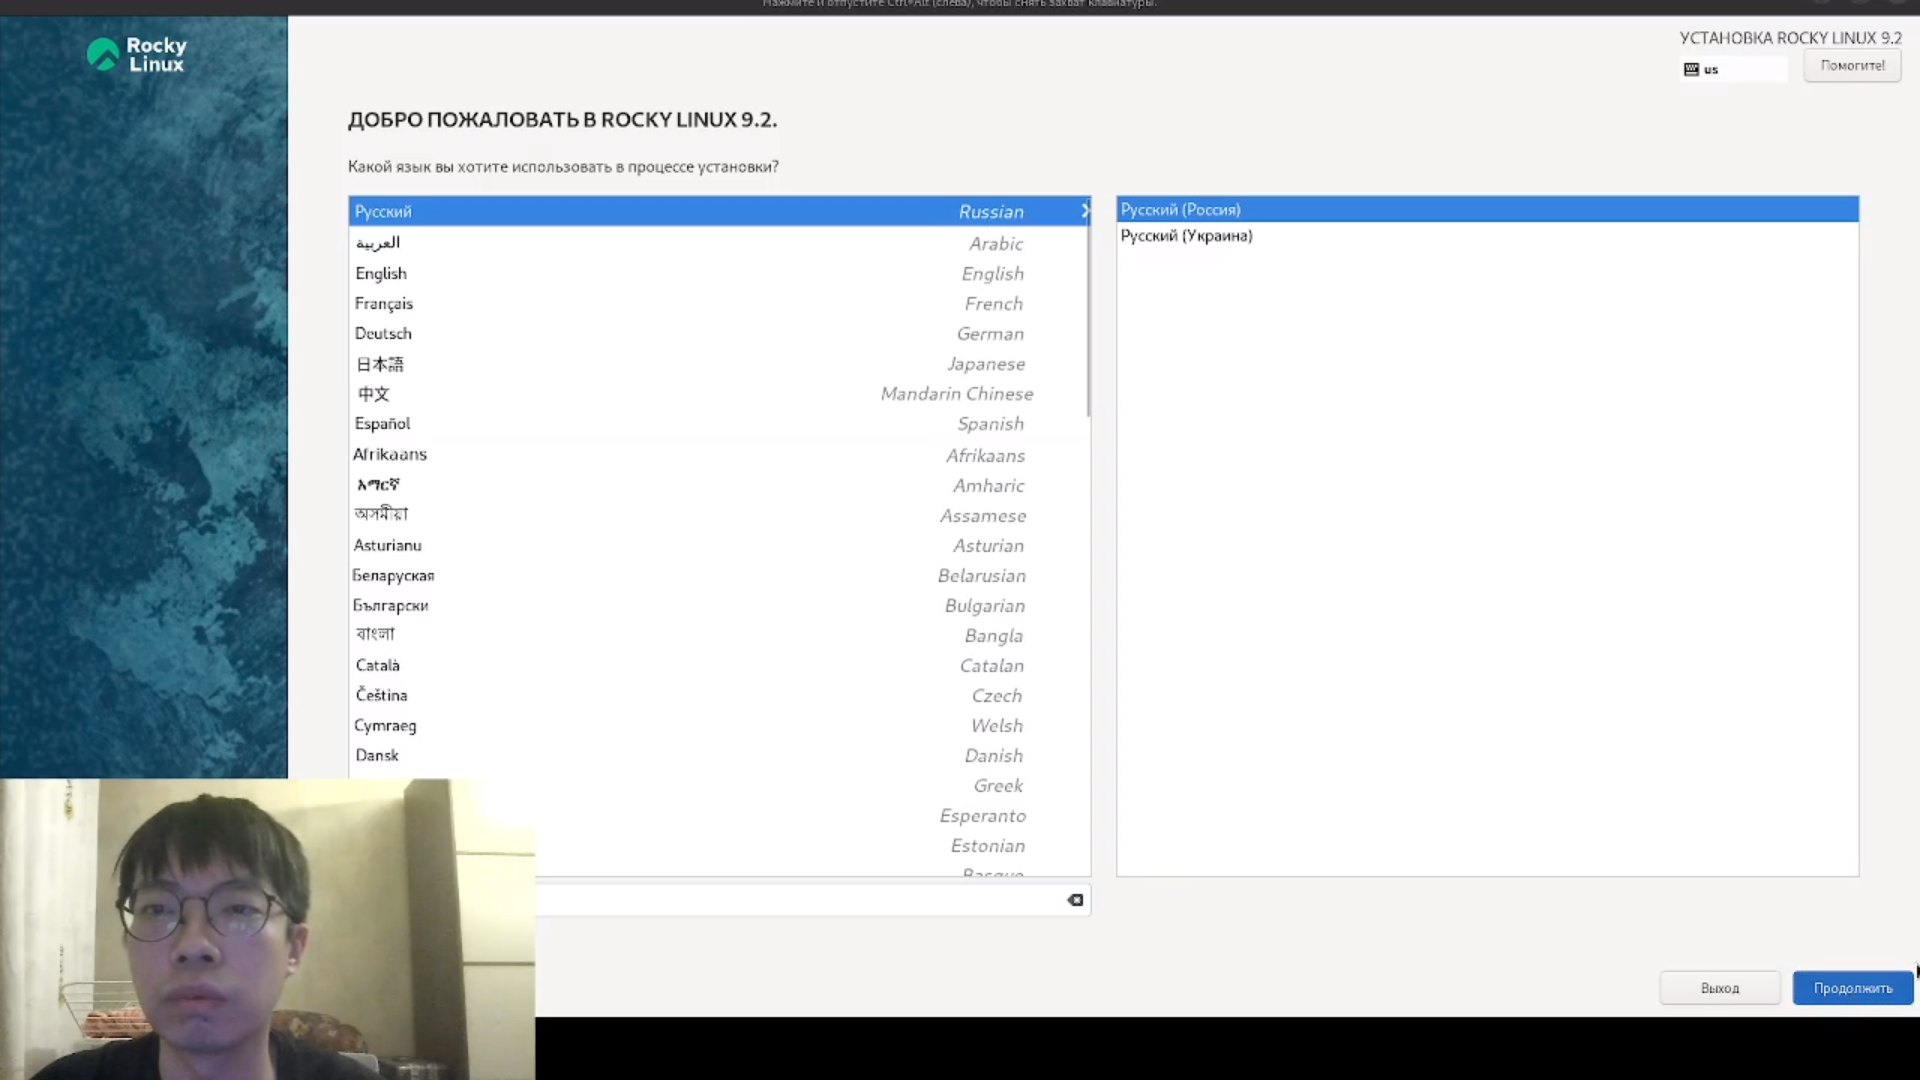 Нажмите и отпустите Ctrl+Alt (слева), чтобы снять захват клавиатуры.
Rocky
Linux
УСТАНОВКА ROCKY LINUX 9.2
us
Помогите!
ДОБРО ПОЖАЛОВАТЬ В ROCKY LINUX 9.2.
Какой язык вы хотите использовать в процессе установки?
Русский Russian
العربية Arabic
English English
Français French
Deutsch German
日本語 Japanese
中文 Mandarin Chinese
Español Spanish
Afrikaans Afrikaans
አማርኛ Amharic
অসমীয়া Assamese
Asturianu Asturian
Беларуская Belarusian
Български Bulgarian
বাংলা Bangla
Català Catalan
Čeština Czech
Cymraeg Welsh
Dansk Danish
Greek
Esperanto
Estonian
Basque
Русский (Россия)
Русский (Украина)
Выход
Продолжить